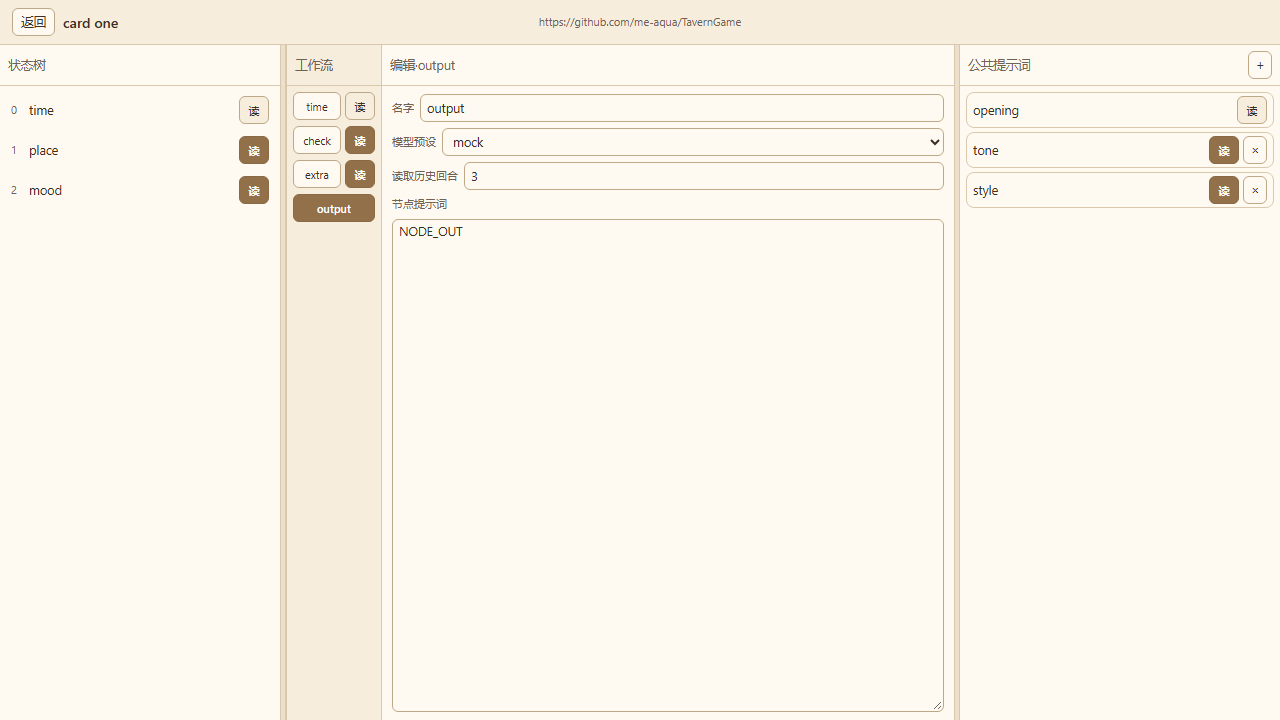 返回 card one https://github.com/me-aqua/TavernGame
状态树
0 time 读
1 place 读
2 mood 读
工作流
time 读
check 读
extra 读
output
编辑·output
名字 output
模型预设 mock
读取历史回合 3
节点提示词
NODE_OUT
公共提示词 +
opening 读
tone 读 ×
style 读 ×